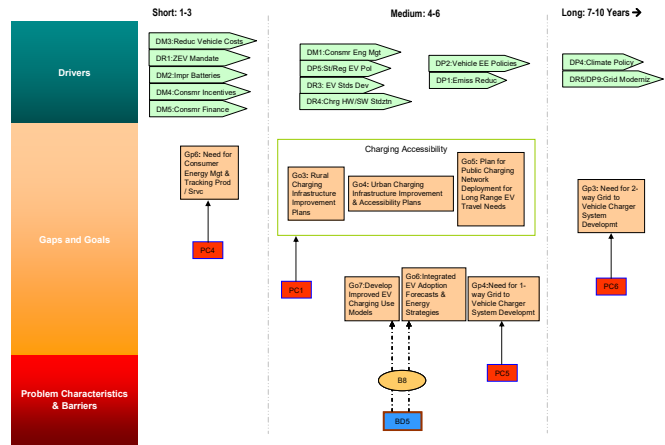 Short: 1-3
Medium: 4-6
Long: 7-10 Years →
Drivers
DM3:Reduc Vehicle Costs
DR1:ZEV Mandate
DM2:Impr Batteries
DM4:Consmr Incentives
DM5:Consmr Finance
DM1:Consmr Eng Mgt
DP5:St/Reg EV Pol
DR3: EV Stds Dev
DR4:Chrg HW/SW Stdztn
DP2:Vehicle EE Policies
DP1:Emiss Reduc
DP4:Climate Policy
DR5/DP9:Grid Moderniz
Gaps and Goals
Gp6: Need for
Consumer
Energy Mgt &
Tracking Prod
/ Srvc
PC4
Charging Accessibility
Go3: Rural
Charging
Infrastructure
Improvement
Plans
Go4: Urban Charging
Infrastructure Improvement
& Accessibility Plans
Go5: Plan for
Public Charging
Network
Deployment for
Long Range EV
Travel Needs
Gp3: Need for 2-
way Grid to
Vehicle Charger
System
Developmt
PC1
PC6
Go7:Develop
Improved EV
Charging Use
Models
Go6:Integrated
EV Adoption
Forecasts &
Energy
Strategies
Gp4:Need for 1-
way Grid to
Vehicle Charger
System Developmt
PC5
Problem Characteristics
& Barriers
B8
BD5